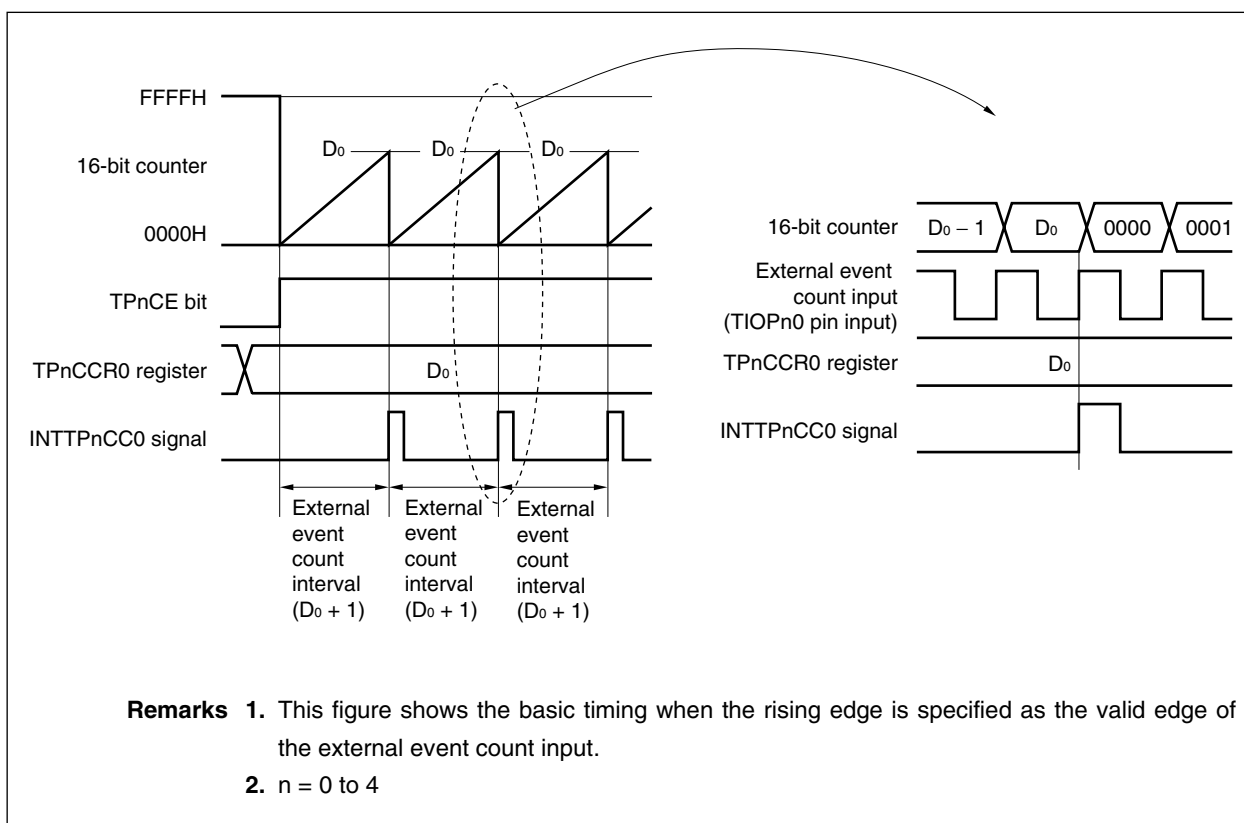 FFFFH
16-bit counter
0000H
D₀
D₀
D₀
TPnCE bit
TPnCCR0 register
D₀
INTTPnCC0 signal
External
event
count
interval
(D₀ + 1)
External
event
count
interval
(D₀ + 1)
External
event
count
interval
(D₀ + 1)
16-bit counter
D₀ − 1
D₀
0000
0001
External event
count input
(TIOPn0 pin input)
TPnCCR0 register
D₀
INTTPnCC0 signal
Remarks 1. This figure shows the basic timing when the rising edge is specified as the valid edge of
the external event count input.
2. n = 0 to 4